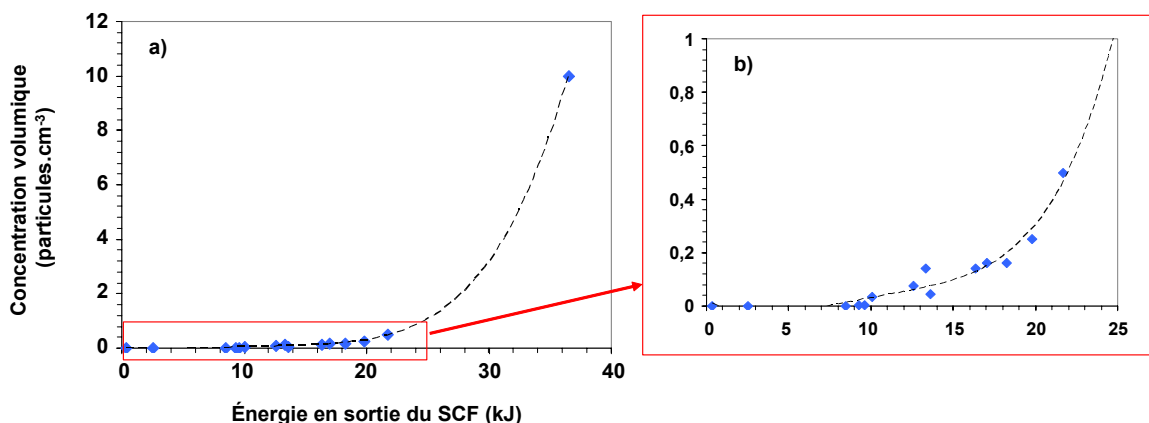 a)
Concentration volumique
(particules.cm-3)
12
10
8
6
4
2
0
0 10 20 30 40
Énergie en sortie du SCF (kJ)
b)
1
0,8
0,6
0,4
0,2
0
0 5 10 15 20 25